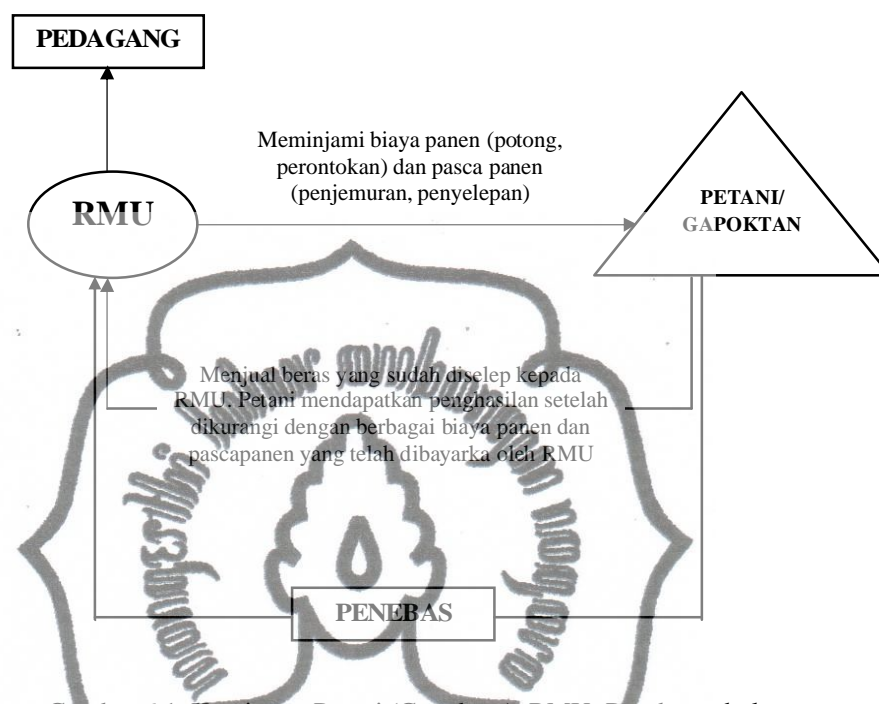 PEDAGANG
Meminjami biaya panen (potong,
perontokan) dan pasca panen
(penjemuran, penyelepan)
RMU
PETANI/
GAPOKTAN
Menjual beras yang sudah diselep kepada
RMU. Petani mendapatkan penghasilan setelah
dikurangi dengan berbagai biaya panen dan
pascapanen yang telah dibayarka oleh RMU
PENEBAS